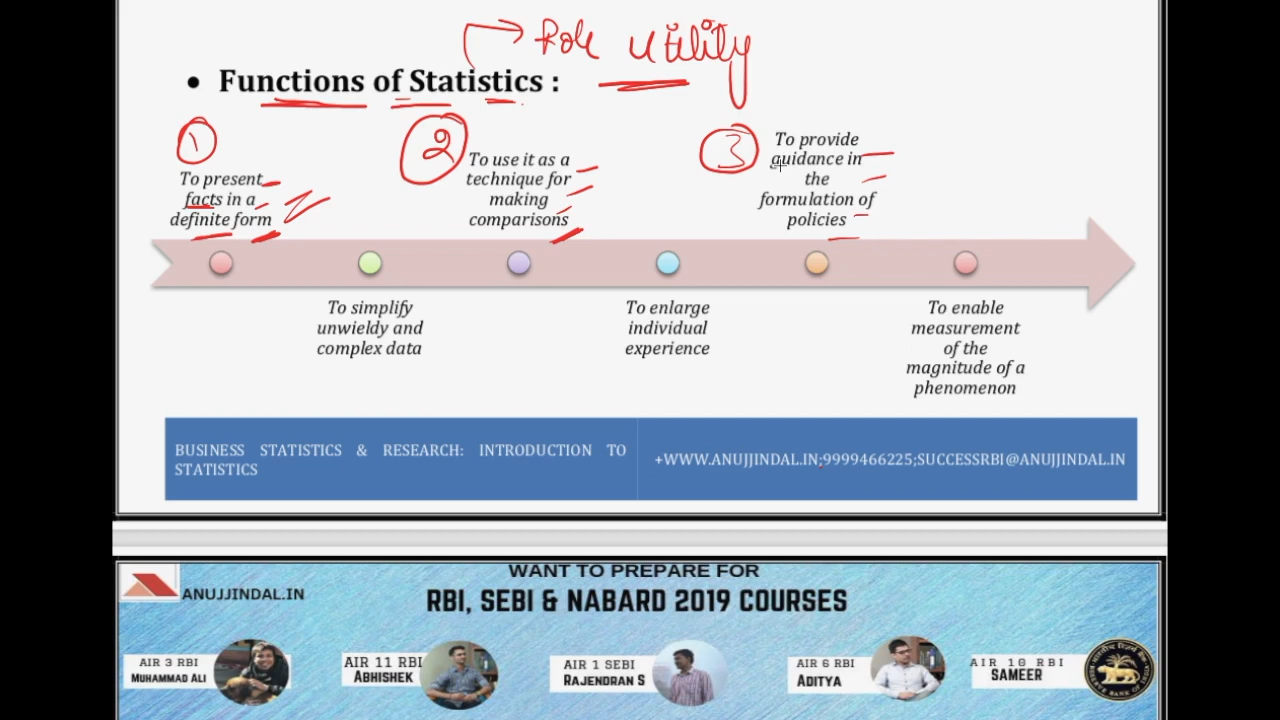 Role utility
• Functions of Statistics :
1
To present
facts in a
definite form
2
To use it as a
technique for
making
comparisons
3
To provide
guidance in
the
formulation of
policies
To simplify
unwieldy and
complex data
To enlarge
individual
experience
To enable
measurement
of the
magnitude of a
phenomenon
BUSINESS STATISTICS & RESEARCH: INTRODUCTION TO
STATISTICS
+WWW.ANUJJINDAL.IN;9999466225;SUCCESSRBI@ANUJJINDAL.IN
ANUJJINDAL.IN
WANT TO PREPARE FOR
RBI, SEBI & NABARD 2019 COURSES
AIR 3 RBI
MUHAMMAD ALI
AIR 11 RBI
ABHISHEK
AIR 1 SEBI
RAJENDRAN S
AIR 6 RBI
ADITYA
AIR 10 RBI
SAMEER